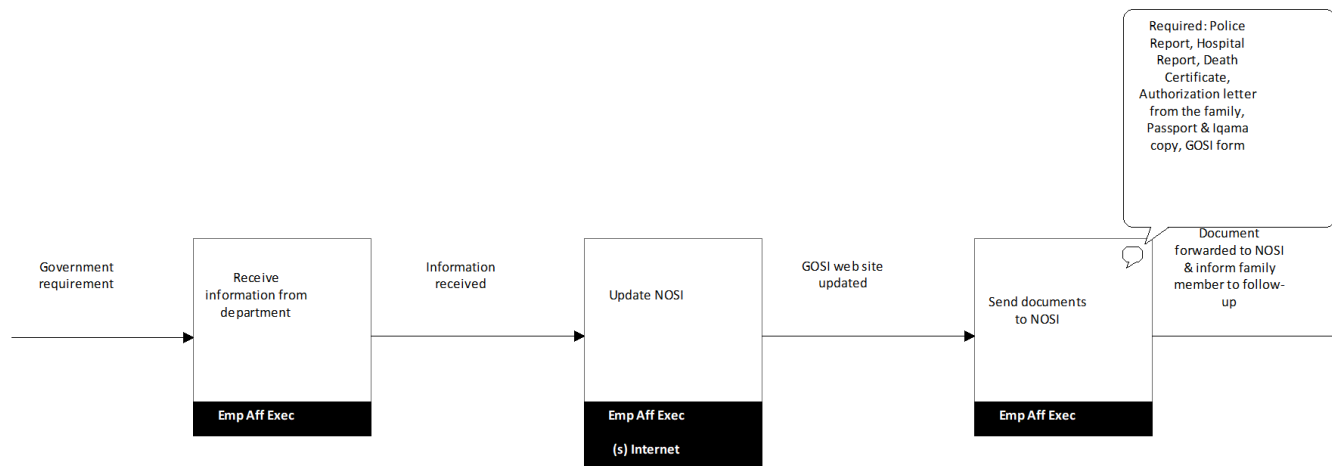 Required: Police
Report, Hospital
Report, Death
Certificate,
Authorization letter
from the family,
Passport & Iqama
copy, GOSI form
Government
requirement
Receive
information from
department
Emp Aff Exec
Information
received
Update NOSI
Emp Aff Exec
(s) Internet
GOSI web site
updated
Send documents
to NOSI
Emp Aff Exec
Document
forwarded to NOSI
& inform family
member to follow-
up